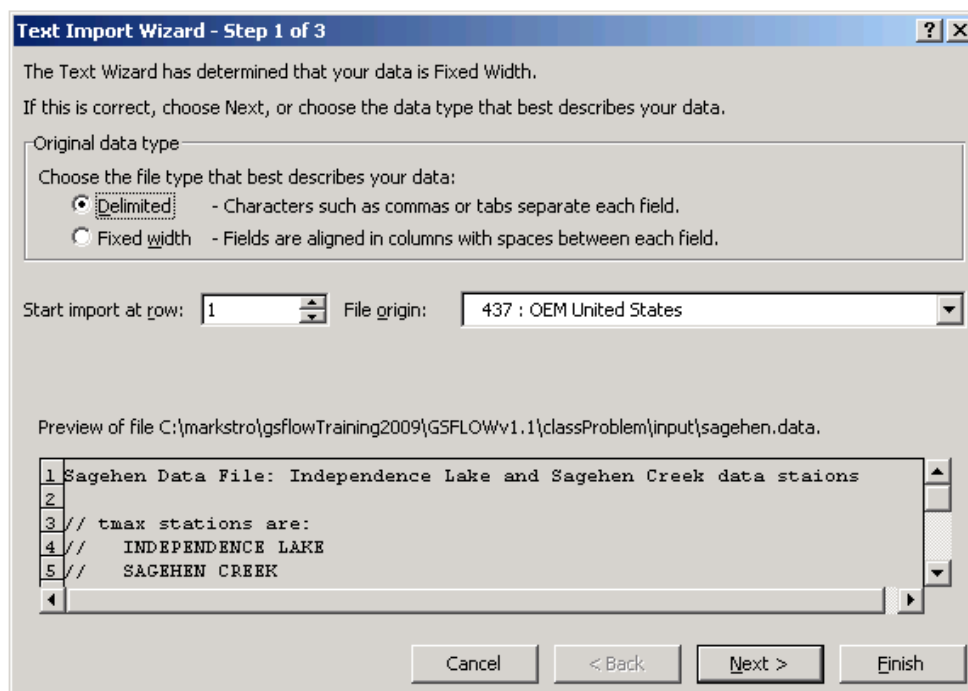 Text Import Wizard - Step 1 of 3
The Text Wizard has determined that your data is Fixed Width.
If this is correct, choose Next, or choose the data type that best describes your data.
Original data type
Choose the file type that best describes your data:
Delimited - Characters such as commas or tabs separate each field.
Fixed width - Fields are aligned in columns with spaces between each field.
Start import at row: 1 File origin: 437 : OEM United States
Preview of file C:\markstro\gsflowTraining2009\GSFLOWv1.1\classProblem\input\sagehen.data.
1 Sagehen Data File: Independence Lake and Sagehen Creek data staions
2
3 // tmax stations are:
4 // INDEPENDENCE LAKE
5 // SAGEHEN CREEK
Cancel < Back Next > Finish